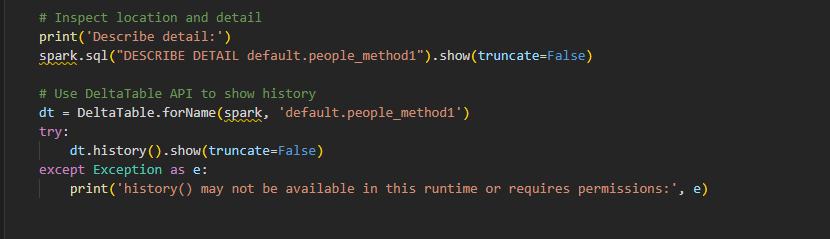 # Inspect location and detail
print('Describe detail:')
spark.sql("DESCRIBE DETAIL default.people_method1").show(truncate=False)
# Use DeltaTable API to show history
dt = DeltaTable.forName(spark, 'default.people_method1')
try:
    dt.history().show(truncate=False)
except Exception as e:
    print('history() may not be available in this runtime or requires permissions:', e)